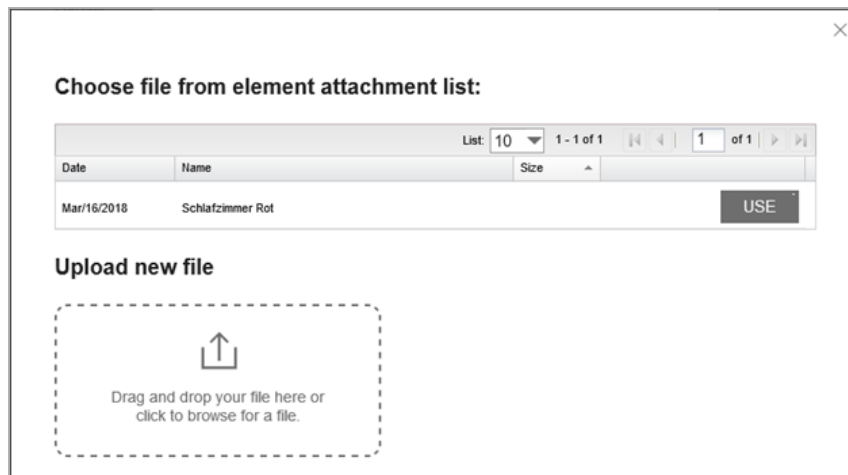 Choose file from element attachment list:
List: 10 1 - 1 of 1 1 of 1
Date Name Size
Mar/16/2018 Schlafzimmer Rot USE
Upload new file
Drag and drop your file here or
click to browse for a file.